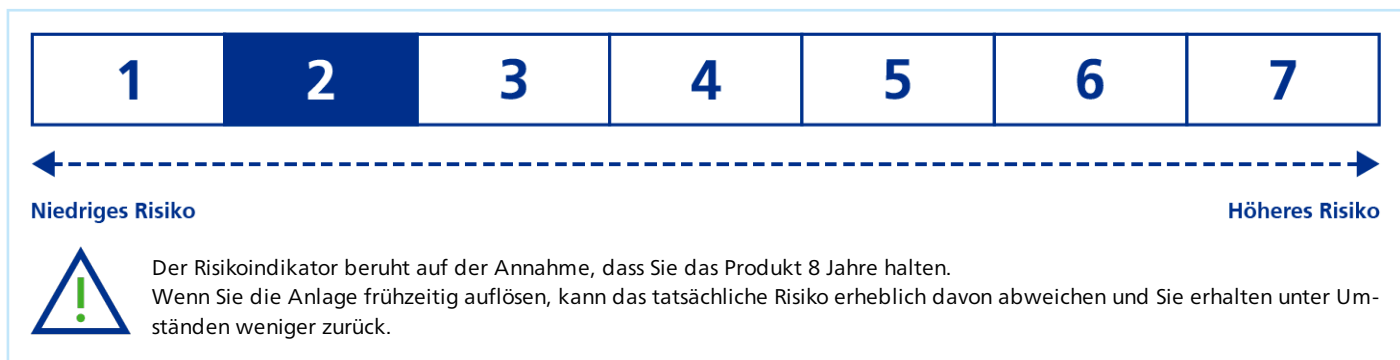 1 2 3 4 5 6 7
Niedriges Risiko Höheres Risiko
Der Risikoindikator beruht auf der Annahme, dass Sie das Produkt 8 Jahre halten.
Wenn Sie die Anlage frühzeitig auflösen, kann das tatsächliche Risiko erheblich davon abweichen und Sie erhalten unter Um-
ständen weniger zurück.